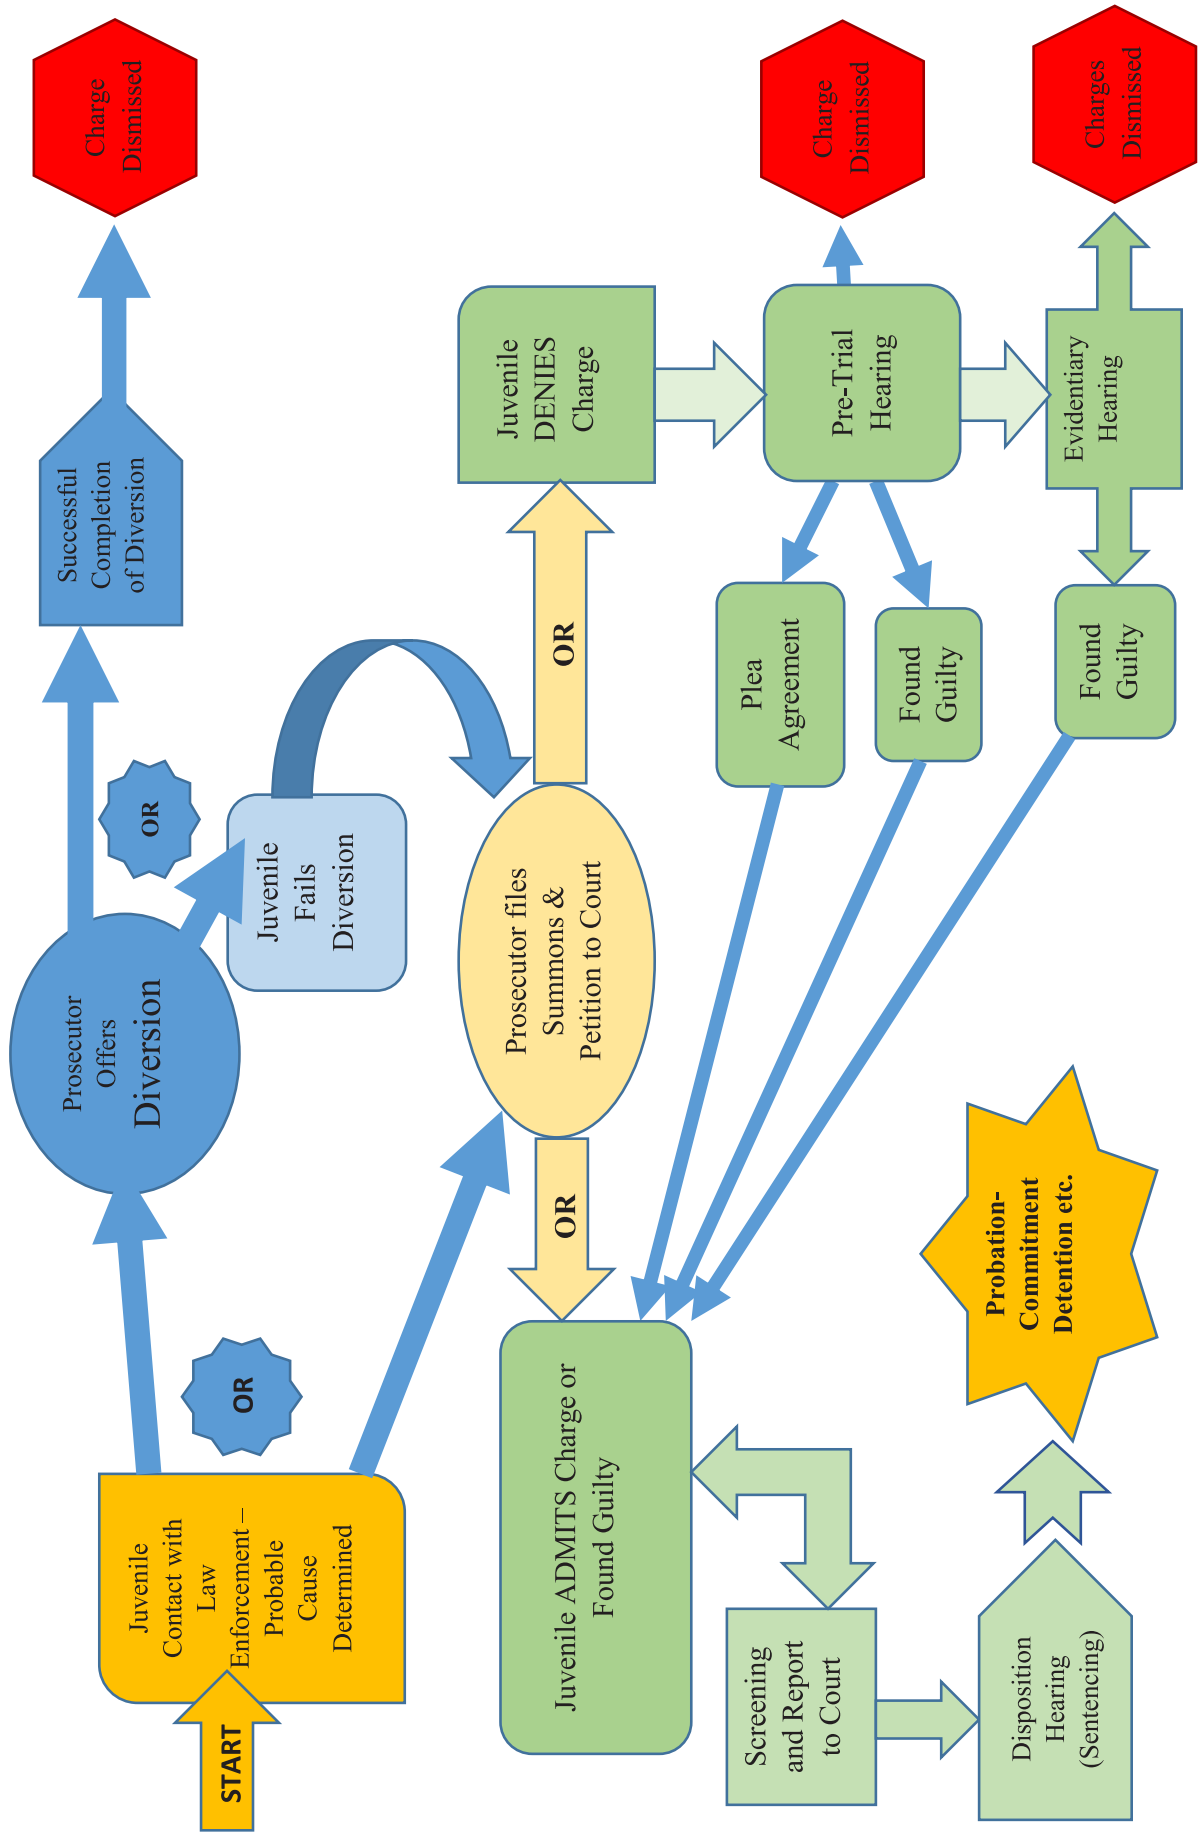 START
Juvenile
Contact with
Law
Enforcement –
Probable
Cause
Determined
OR
Prosecutor
Offers
Diversion
OR
Successful
Completion
of Diversion
Charge
Dismissed
Juvenile
Fails
Diversion
Prosecutor files
Summons &
Petition to Court
OR
OR
Juvenile
DENIES
Charge
Juvenile ADMITS Charge or
Found Guilty
Pre-Trial
Hearing
Charge
Dismissed
Plea
Agreement
Found
Guilty
Evidentiary
Hearing
Charges
Dismissed
Found
Guilty
Screening
and Report
to Court
Disposition
Hearing
(Sentencing)
Probation-
Commitment
Detention etc.